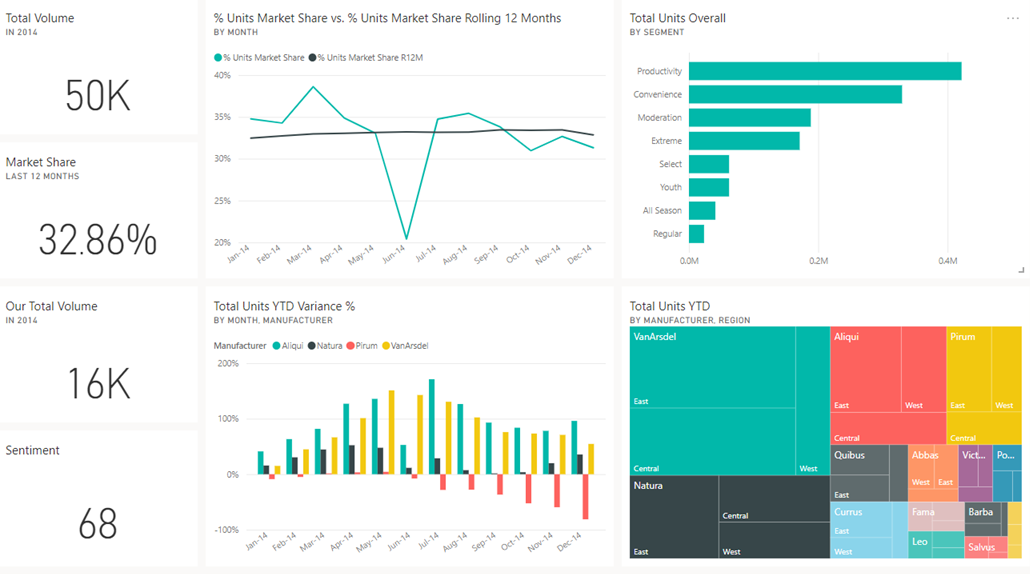 Total Volume
IN 2014
50K
Market Share
LAST 12 MONTHS
32.86%
Our Total Volume
IN 2014
16K
Sentiment
68
% Units Market Share vs. % Units Market Share Rolling 12 Months
BY MONTH
% Units Market Share % Units Market Share R12M
40%
35%
30%
25%
20%
Jan-14 Feb-14 Mar-14 Apr-14 May-14 Jun-14 Jul-14 Aug-14 Sep-14 Oct-14 Nov-14 Dec-14
Total Units Overall
BY SEGMENT
...
Productivity
Convenience
Moderation
Extreme
Select
Youth
All Season
Regular
0.0M 0.2M 0.4M
Total Units YTD Variance %
BY MONTH, MANUFACTURER
Manufacturer Aliqui Natura Pirum VanArsdel
200%
100%
0%
-100%
Jan-14 Feb-14 Mar-14 Apr-14 May-14 Jun-14 Jul-14 Aug-14 Sep-14 Oct-14 Nov-14 Dec-14
Total Units YTD
BY MANUFACTURER, REGION
VanArsdel
East
Central
West
Natura
East
Central
West
Aliqui
East
West
Central
Pirum
East
West
Central
Quibus
East
Abbas
West East
Vict...
Po...
Currus
East
West
Fama
Barba
Leo
Salvus